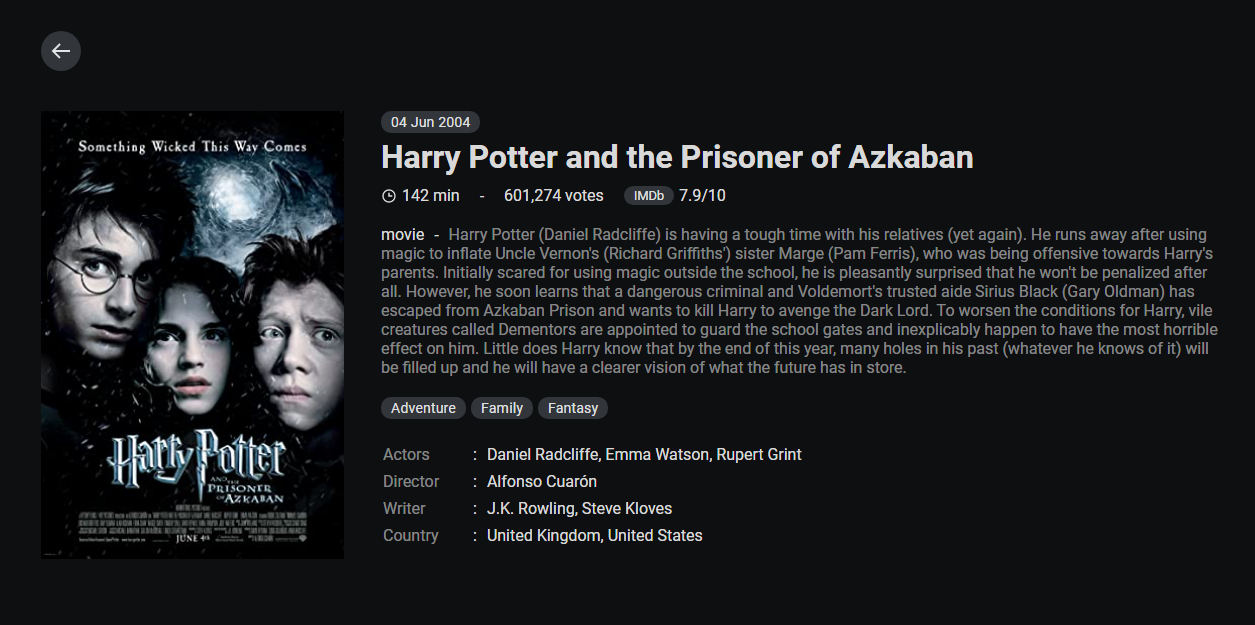 Something Wicked This Way Comes
Harry Potter
AND THE
PRISONER
OF AZKABAN
JUNE 4th
04 Jun 2004
Harry Potter and the Prisoner of Azkaban
142 min - 601,274 votes IMDb 7.9/10
movie - Harry Potter (Daniel Radcliffe) is having a tough time with his relatives (yet again). He runs away after using
magic to inflate Uncle Vernon's (Richard Griffiths') sister Marge (Pam Ferris), who was being offensive towards Harry's
parents. Initially scared for using magic outside the school, he is pleasantly surprised that he won't be penalized after
all. However, he soon learns that a dangerous criminal and Voldemort's trusted aide Sirius Black (Gary Oldman) has
escaped from Azkaban Prison and wants to kill Harry to avenge the Dark Lord. To worsen the conditions for Harry, vile
creatures called Dementors are appointed to guard the school gates and inexplicably happen to have the most horrible
effect on him. Little does Harry know that by the end of this year, many holes in his past (whatever he knows of it) will
be filled up and he will have a clearer vision of what the future has in store.
Adventure Family Fantasy
Actors : Daniel Radcliffe, Emma Watson, Rupert Grint
Director : Alfonso Cuarón
Writer : J.K. Rowling, Steve Kloves
Country : United Kingdom, United States